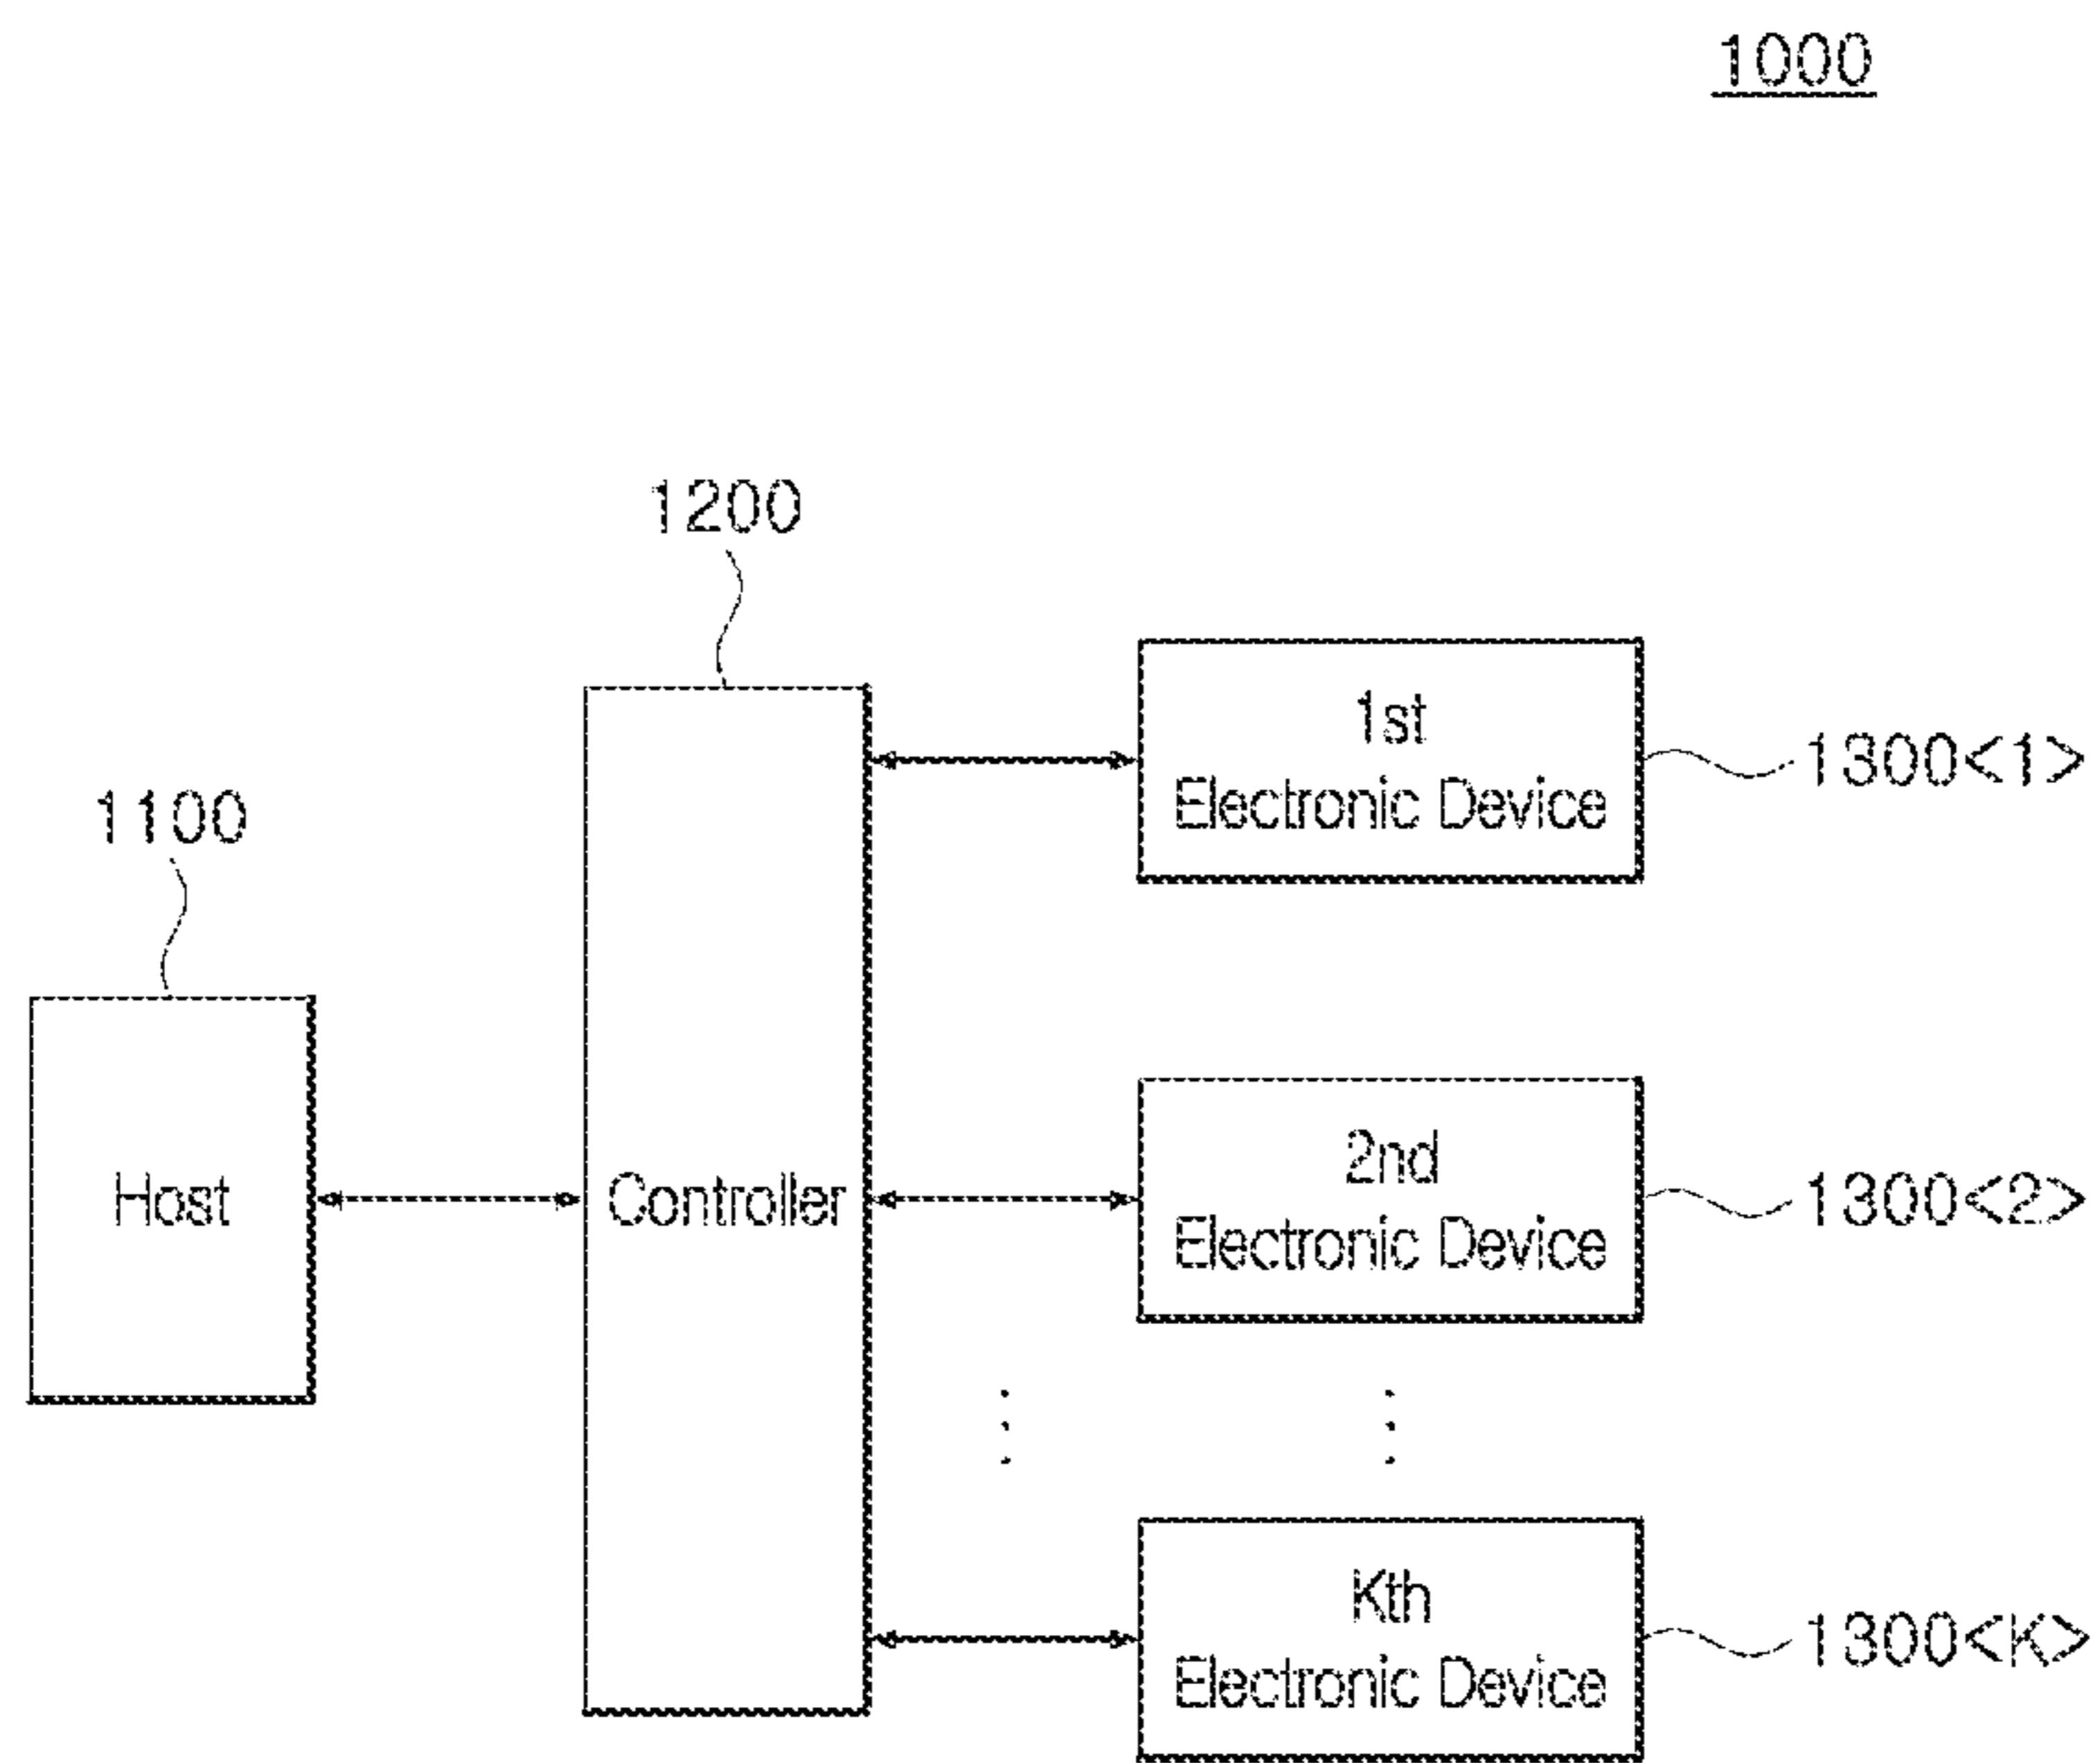 1000
1200
1st
Electronic Device
1300<1>
1100
Host
Controller
2nd
Electronic Device
1300<2>
Kth
Electronic Device
1300<K>